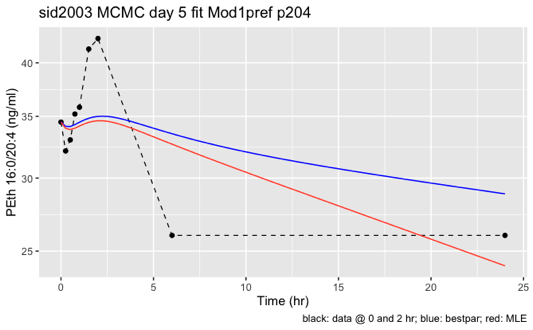 sid2003 MCMC day 5 fit Mod1pref p204
PEth 16:0/20:4 (ng/ml)
40
35
30
25
0
5
10
15
20
25
Time (hr)
black: data @ 0 and 2 hr; blue: bestpar; red: MLE